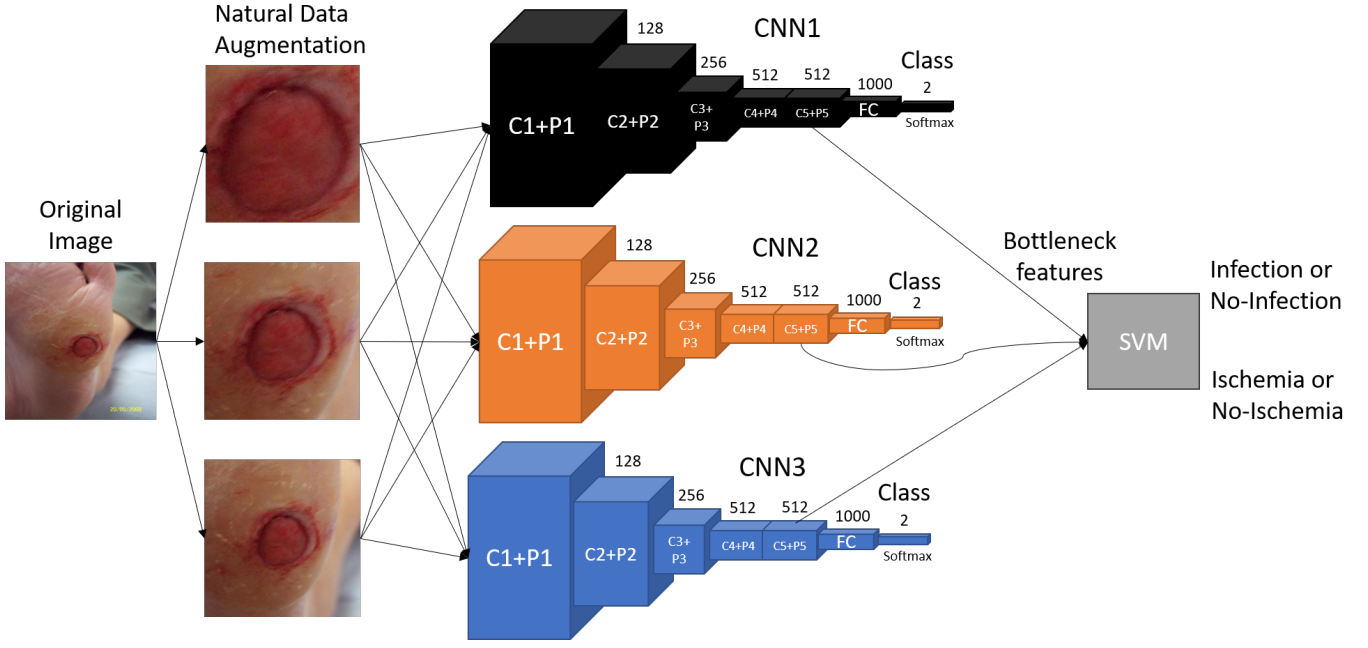 Natural Data
Augmentation
Original
Image
CNN1
128
256
512
512
1000
Class
2
C1+P1
C2+P2
C3+
P3
C4+P4
C5+P5
FC
Softmax
CNN2
128
256
512
512
1000
Class
2
C1+P1
C2+P2
C3+
P3
C4+P4
C5+P5
FC
Softmax
CNN3
128
256
512
512
1000
Class
2
C1+P1
C2+P2
C3+
P3
C4+P4
C5+P5
FC
Softmax
Bottleneck
features
SVM
Infection or
No-Infection
Ischemia or
No-Ischemia